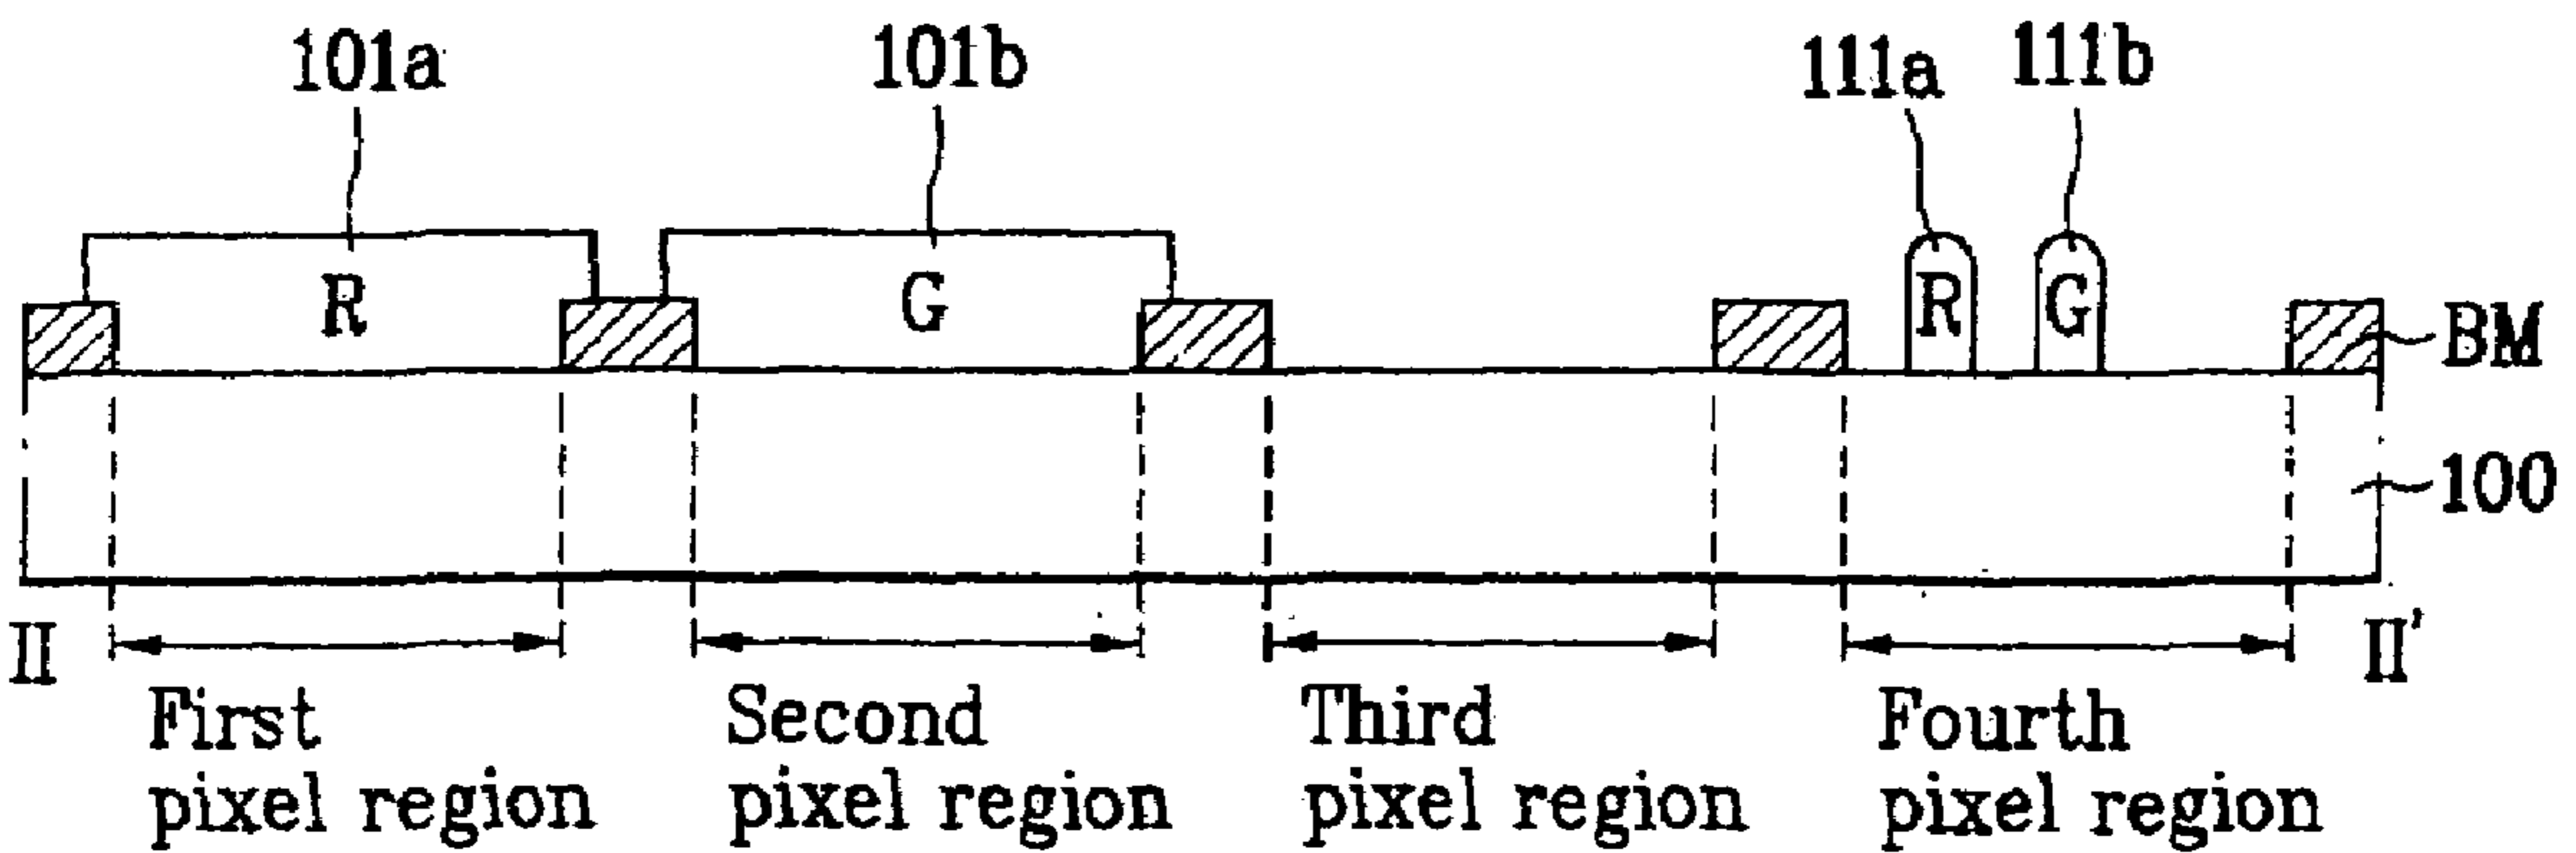 101a 101b 111a 111b
R G R G BM
100
II II'
First Second Third Fourth
pixel region pixel region pixel region pixel region